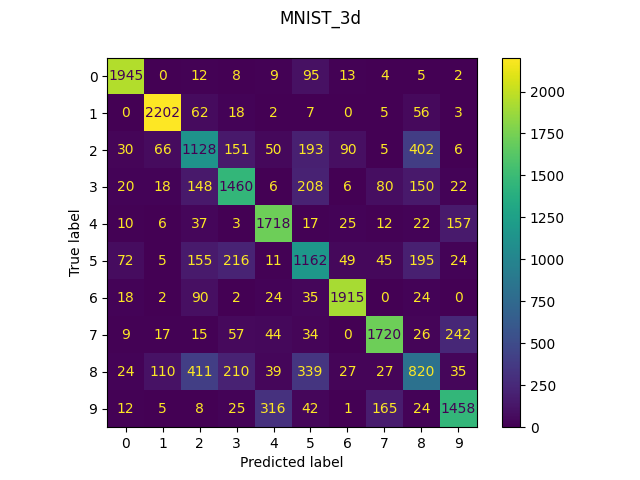 MNIST_3d
0 1945 0 12 8 9 95 13 4 5 2
1 0 2202 62 18 2 7 0 5 56 3
2 30 66 1128 151 50 193 90 5 402 6
3 20 18 148 1460 6 208 6 80 150 22
4 10 6 37 3 1718 17 25 12 22 157
5 72 5 155 216 11 1162 49 45 195 24
6 18 2 90 2 24 35 1915 0 24 0
7 9 17 15 57 44 34 0 1720 26 242
8 24 110 411 210 39 339 27 27 820 35
9 12 5 8 25 316 42 1 165 24 1458
0 1 2 3 4 5 6 7 8 9
Predicted label
True label
2000
1750
1500
1250
1000
750
500
250
0